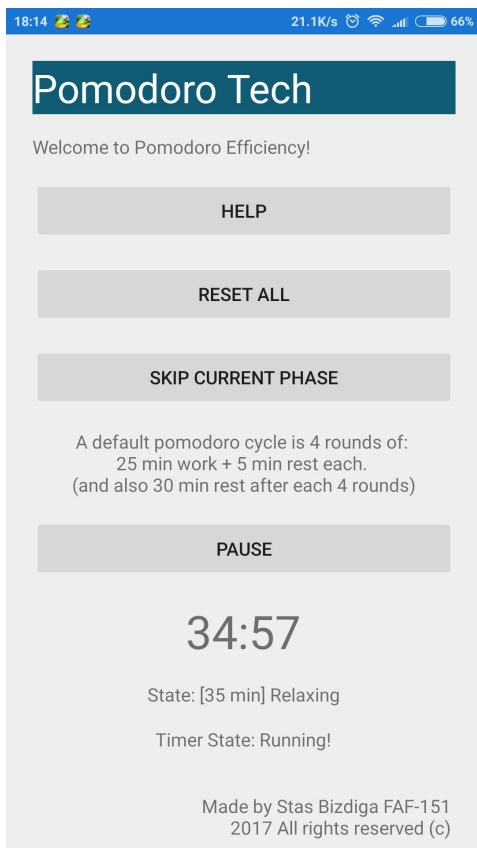 18:14 21.1K/s 66%
Pomodoro Tech
Welcome to Pomodoro Efficiency!
HELP
RESET ALL
SKIP CURRENT PHASE
A default pomodoro cycle is 4 rounds of:
25 min work + 5 min rest each.
(and also 30 min rest after each 4 rounds)
PAUSE
34:57
State: [35 min] Relaxing
Timer State: Running!
Made by Stas Bizdiga FAF-151
2017 All rights reserved (c)